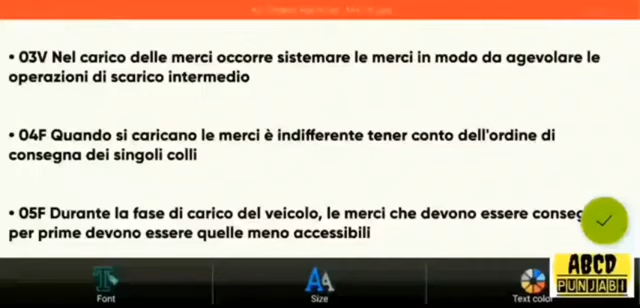 • 03V Nel carico delle merci occorre sistemare le merci in modo da agevolare le
operazioni di scarico intermedio
• 04F Quando si caricano le merci è indifferente tener conto dell'ordine di
consegna dei singoli colli
• 05F Durante la fase di carico del veicolo, le merci che devono essere
per prime devono essere quelle meno accessibili
Font
Size
Text color
ABCD
PUNJABI